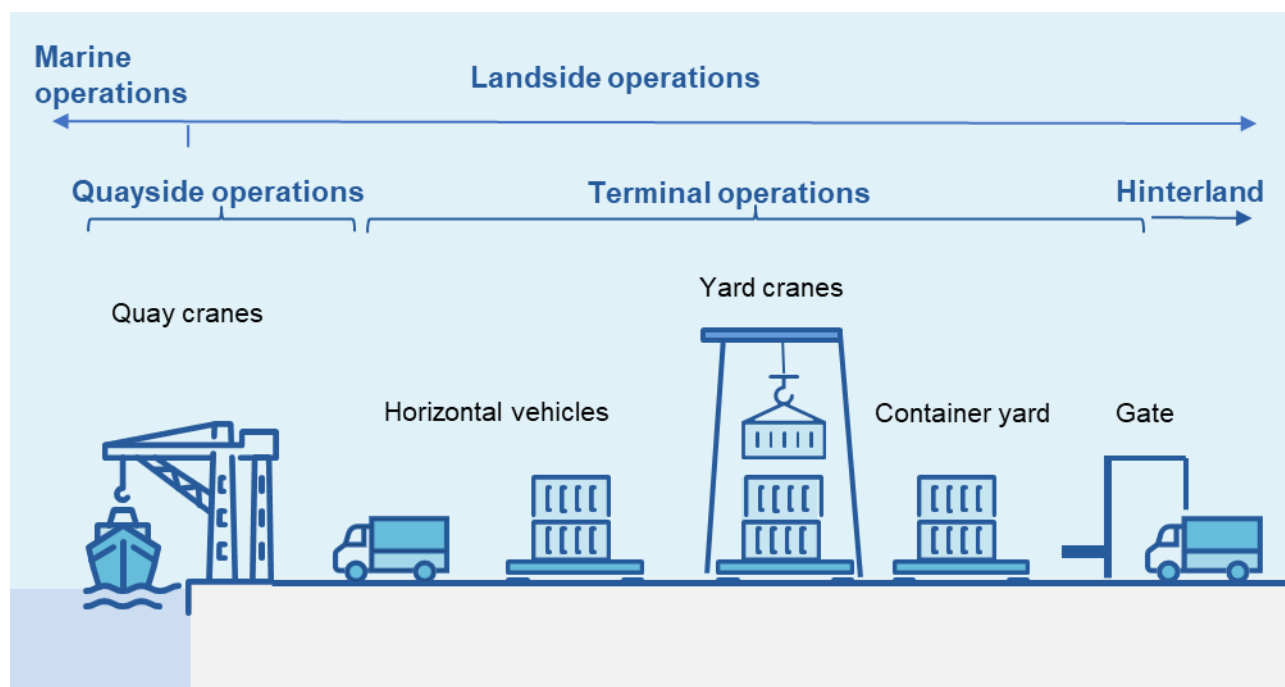 Marine
operations
Landside operations
Quayside operations
Terminal operations
Hinterland
Yard cranes
Quay cranes
Horizontal vehicles
Container yard
Gate